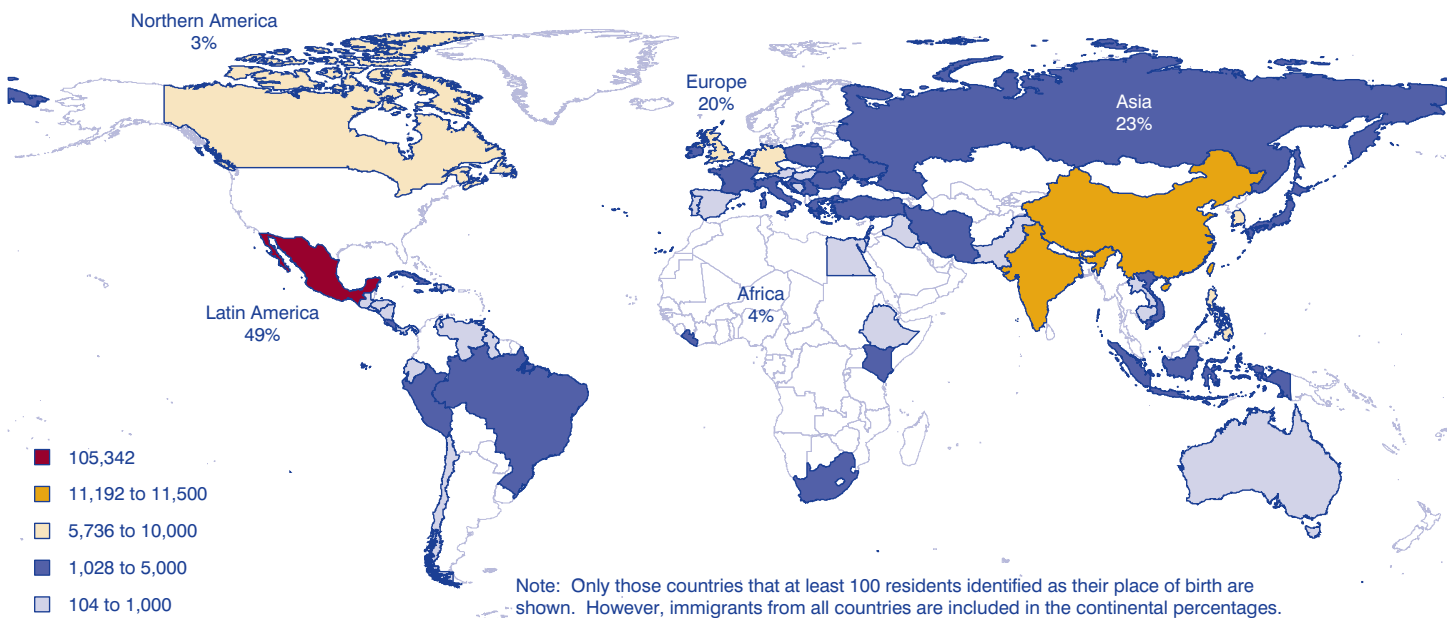 Northern America
3%
Europe
20%
Asia
23%
Africa
4%
Latin America
49%
105,342
11,192 to 11,500
5,736 to 10,000
1,028 to 5,000
104 to 1,000
Note: Only those countries that at least 100 residents identified as their place of birth are
shown. However, immigrants from all countries are included in the continental percentages.